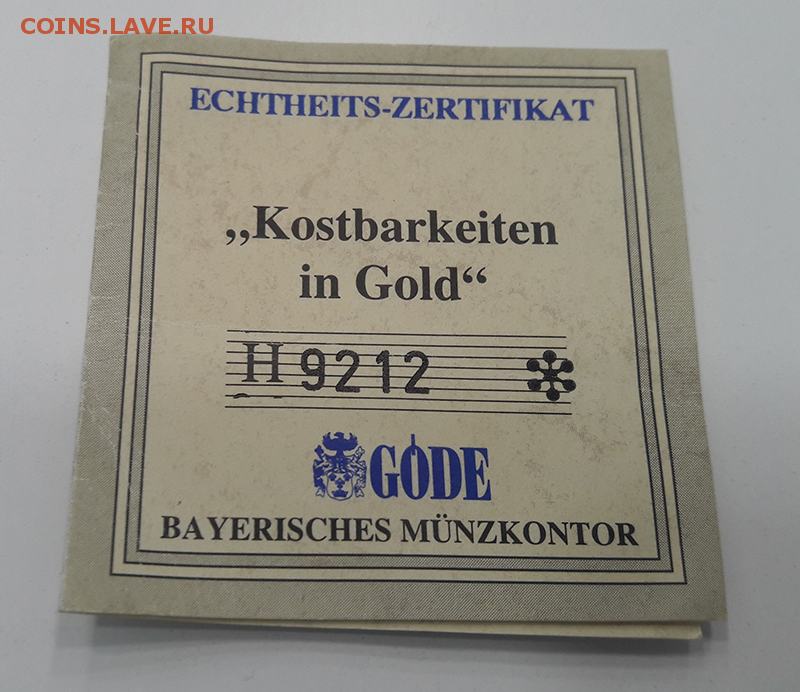 COINS.LAVE.RU
ECHTHEITS-ZERTIFIKAT
„Kostbarkeiten
in Gold“
H 9212
GÖDE
BAYERISCHES MÜNZKONTOR